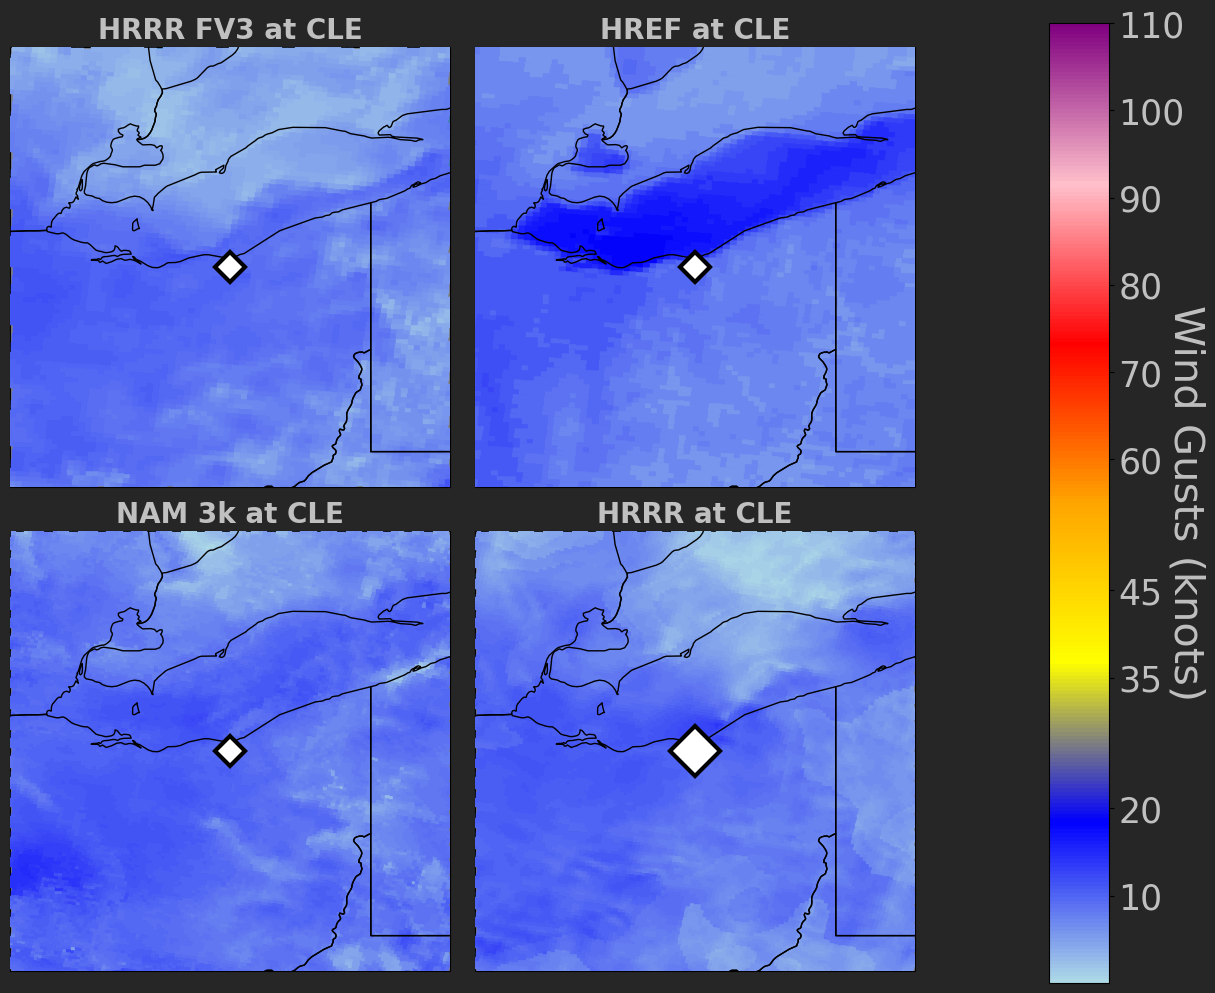 HRRR FV3 at CLE
HREF at CLE
NAM 3k at CLE
HRRR at CLE
110
100
90
80
70
60
45
35
20
10
Wind Gusts (knots)